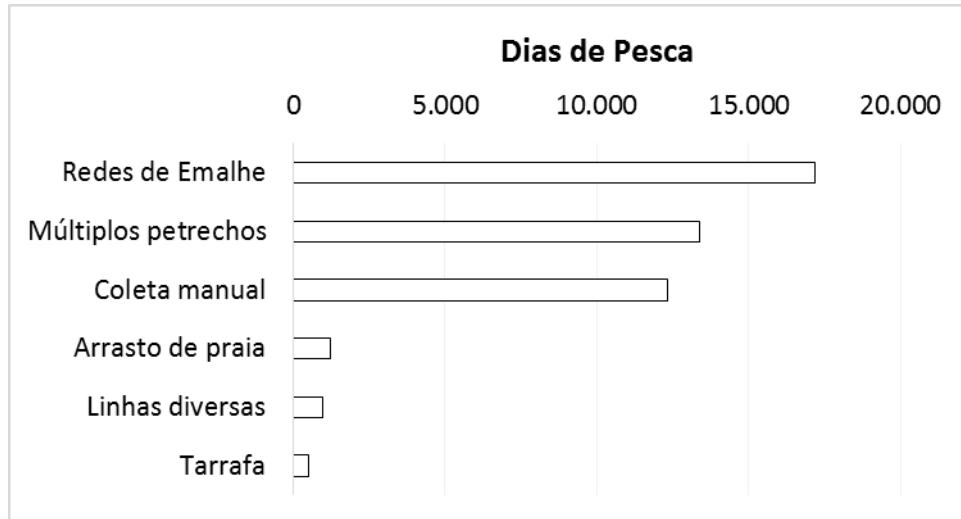 Dias de Pesca
0 5.000 10.000 15.000 20.000
Redes de Emalhe
Múltiplos petrechos
Coleta manual
Arrasto de praia
Linhas diversas
Tarrafa